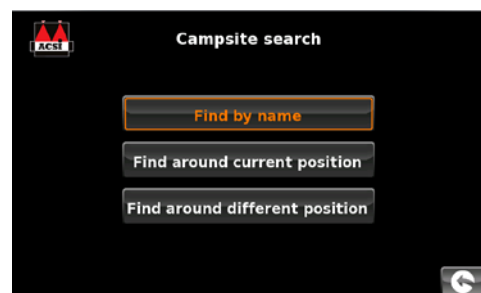 ACSI
Campsite search
Find by name
Find around current position
Find around different position